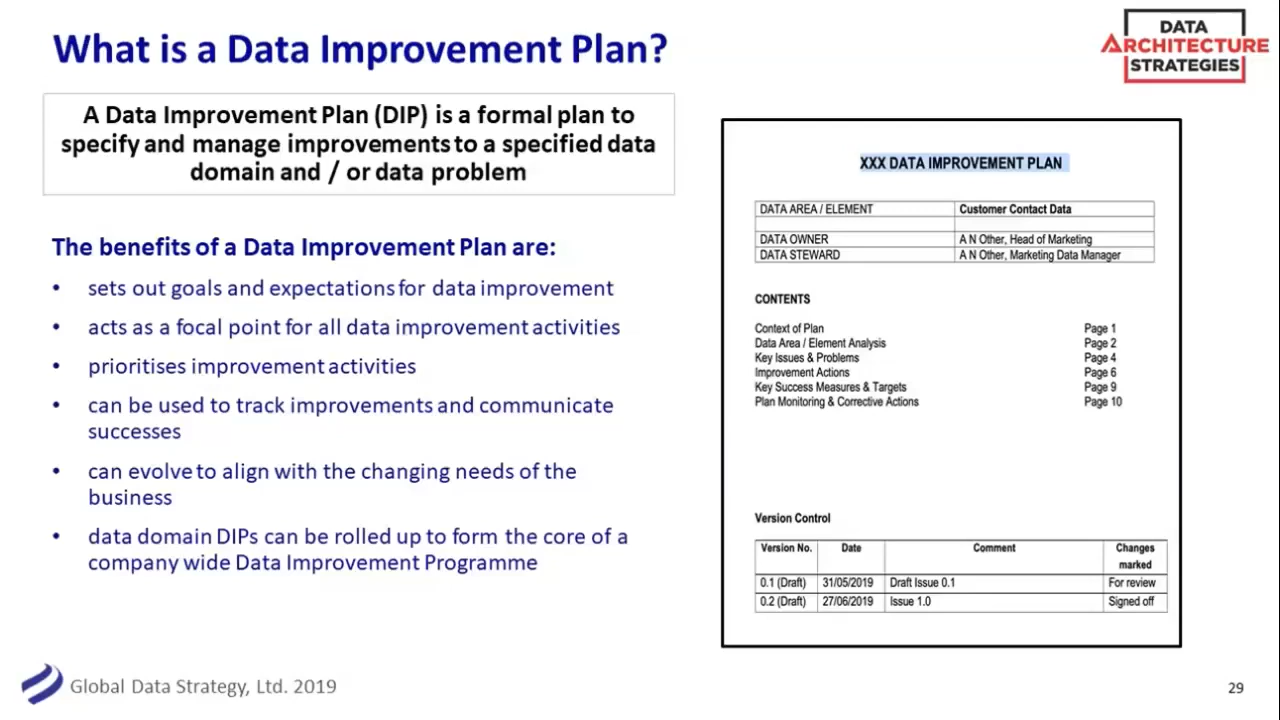 What is a Data Improvement Plan?
DATA
ARCHITECTURE
STRATEGIES
A Data Improvement Plan (DIP) is a formal plan to
specify and manage improvements to a specified data
domain and / or data problem
The benefits of a Data Improvement Plan are:
• sets out goals and expectations for data improvement
• acts as a focal point for all data improvement activities
• prioritises improvement activities
• can be used to track improvements and communicate
successes
• can evolve to align with the changing needs of the
business
• data domain DIPs can be rolled up to form the core of a
company wide Data Improvement Programme
XXX DATA IMPROVEMENT PLAN
DATA AREA / ELEMENT Customer Contact Data
DATA OWNER A N Other, Head of Marketing
DATA STEWARD A N Other, Marketing Data Manager
CONTENTS
Context of Plan Page 1
Data Area / Element Analysis Page 2
Key Issues & Problems Page 4
Improvement Actions Page 6
Key Success Measures & Targets Page 9
Plan Monitoring & Corrective Actions Page 10
Version Control
Version No. Date Comment Changes
marked
0.1 (Draft) 31/05/2019 Draft Issue 0.1 For review
0.2 (Draft) 27/06/2019 Issue 1.0 Signed off
Global Data Strategy, Ltd. 2019
29